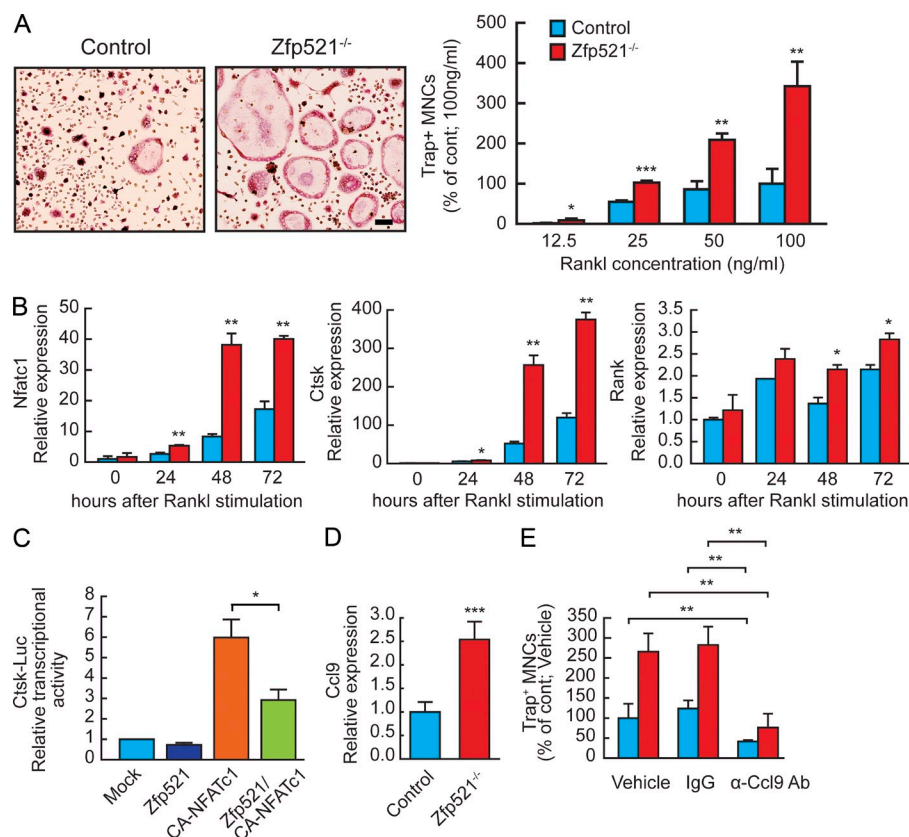 A
Control
Zfp521⁻/⁻
Control
Zfp521⁻/⁻
Trap+ MNCs
(% of cont; 100ng/ml)
500
400
300
200
100
0
*
***
**
**
12.5 25 50 100
Rankl concentration (ng/ml)
B
Nfatc1
Relative expression
50
40
30
20
10
0
**
**
**
0 24 48 72
hours after Rankl stimulation
Ctsk
Relative expression
400
300
200
100
0
*
**
**
0 24 48 72
hours after Rankl stimulation
Rank
Relative expression
3.5
3.0
2.5
2.0
1.5
1.0
0.5
0.0
*
*
0 24 48 72
hours after Rankl stimulation
C
Ctsk-Luc
Relative transcriptional
activity
8
7
6
5
4
3
2
1
0
*
Mock
Zfp521
CA-NFATc1
Zfp521/
CA-NFATc1
D
Ccl9
Relative expression
3.0
2.5
2.0
1.5
1.0
0.5
0.0
***
Control
Zfp521⁻/⁻
E
**
**
**
**
Trap⁺ MNCs
(% of cont; Vehicle)
350
300
250
200
150
100
50
0
Vehicle IgG α-Ccl9 Ab